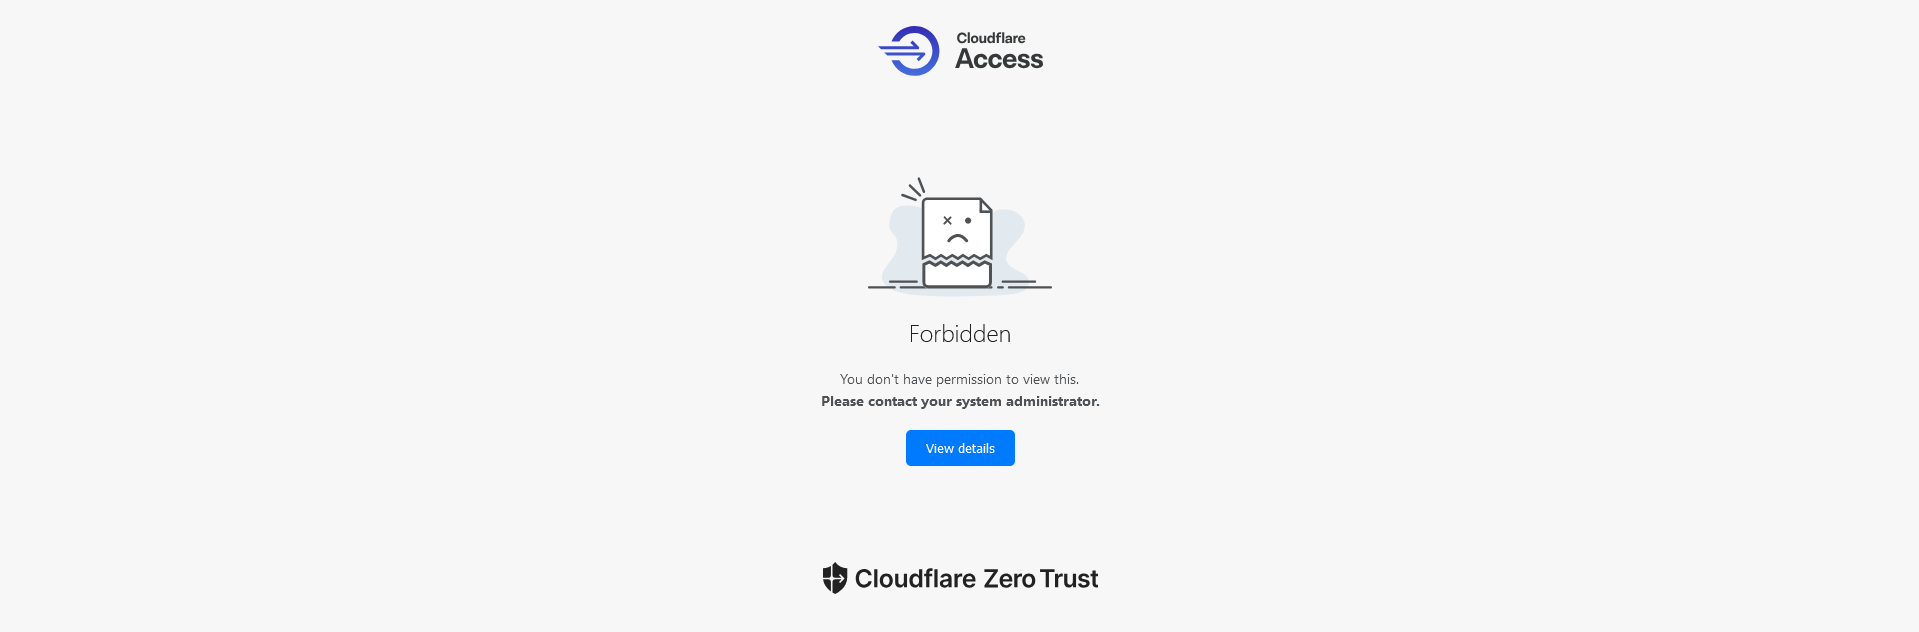 Cloudflare
Access
Forbidden
You don't have permission to view this.
Please contact your system administrator.
View details
Cloudflare Zero Trust